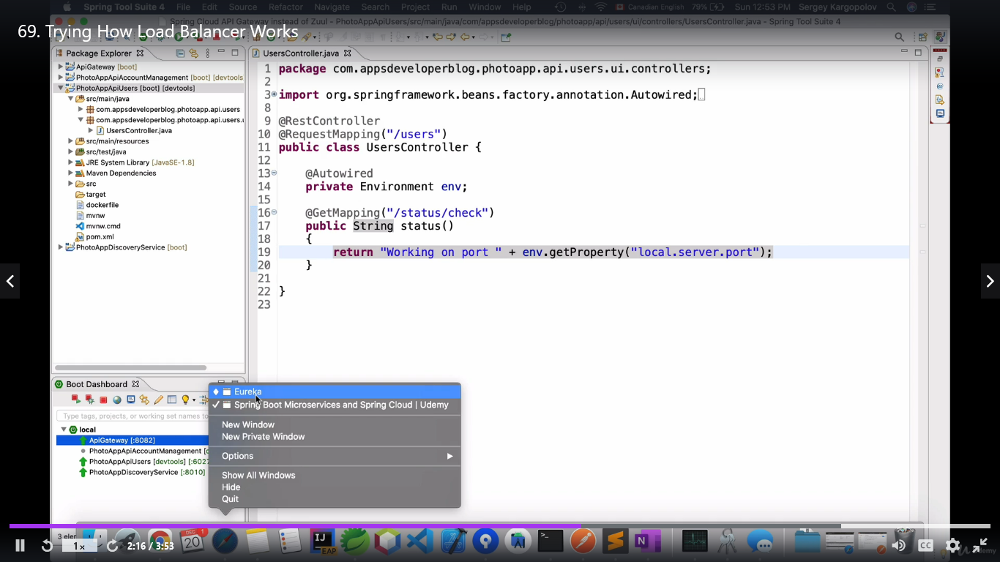 Spring Tool Suite 4 File Edit Source Refactor Navigate Search Project Run Window Help Canadian English 79% Sun 12:53 PM Sergey Kargopolov
Spring Cloud API Gateway instead of Zuul - PhotoAppApiUsers/src/main/java/com/appsdeveloperblog/photoapp/api/users/ui/controllers/UsersController.java - Spring Tool Suite 4
69. Trying How Load Balancer Works
Package Explorer
ApiGateway [boot]
PhotoAppApiAccountManagement [boot] [devtools
PhotoAppApiUsers [boot] [devtools]
src/main/java
com.appsdeveloperblog.photoapp.api.users
com.appsdeveloperblog.photoapp.api.users.
UsersController.java
src/main/resources
src/test/java
JRE System Library [JavaSE-1.8]
Maven Dependencies
src
target
dockerfile
mvnw
mvnw.cmd
pom.xml
PhotoAppDiscoveryService [boot]
UsersController.java
1 package com.appsdeveloperblog.photoapp.api.users.ui.controllers;
2
3 import org.springframework.beans.factory.annotation.Autowired;
8
9 @RestController
10 @RequestMapping("/users")
11 public class UsersController {
12
13 @Autowired
14 private Environment env;
15
16 @GetMapping("/status/check")
17 public String status()
18 {
19 return "Working on port " + env.getProperty("local.server.port");
20 }
21
22 }
23
Boot Dashboard
Type tags, projects, or working set names to
local
ApiGateway [:8082]
PhotoAppApiAccountManagement [d
PhotoAppApiUsers [devtools] [:6027
PhotoAppDiscoveryService [:8010]
Eureka
Spring Boot Microservices and Spring Cloud | Udemy
New Window
New Private Window
Options
Show All Windows
Hide
Quit
3 eler
DEC
20
IJ
EAP
N
1x
2:16 / 3:53
CC